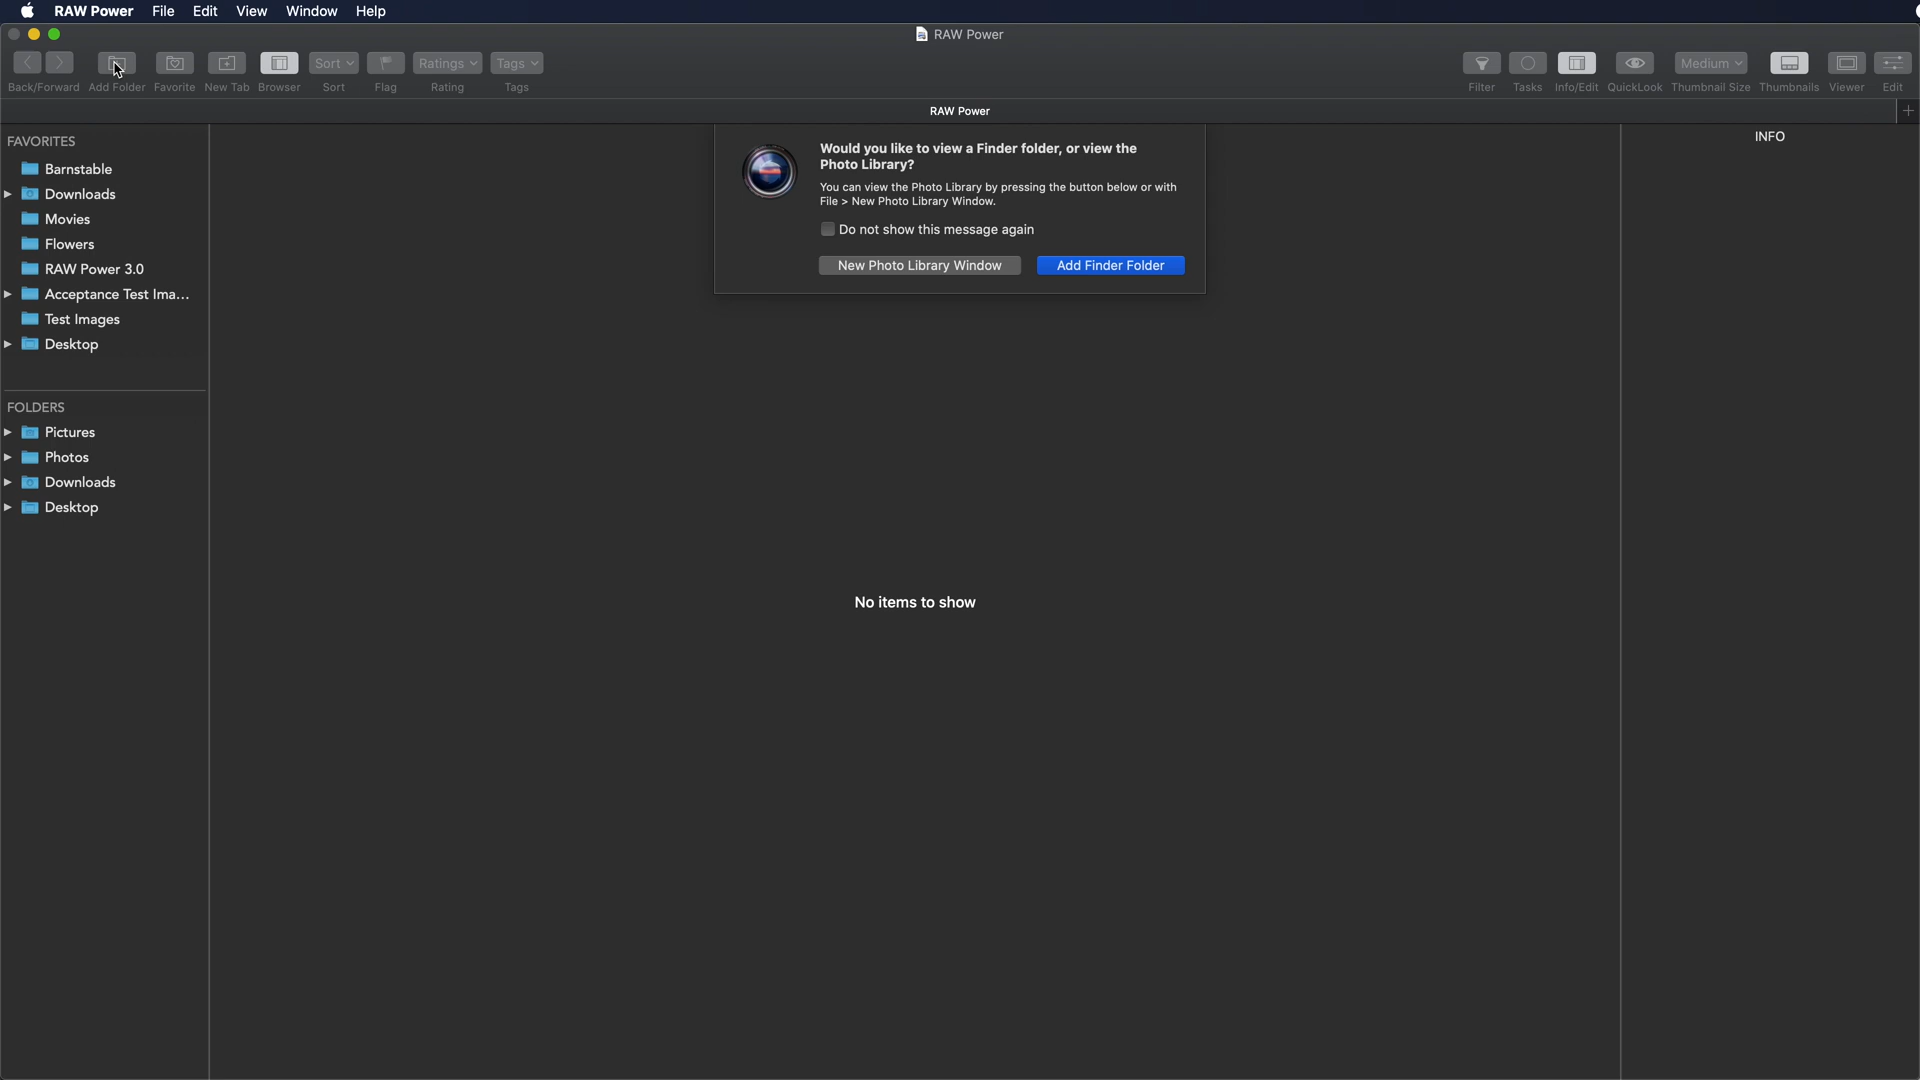 RAW Power File Edit View Window Help
RAW Power
Sort Ratings Tags Medium
Back/Forward Add Folder Favorite New Tab Browser Sort Flag Rating Tags Filter Tasks Info/Edit QuickLook Thumbnail Size Thumbnails Viewer Edit
RAW Power
FAVORITES
Barnstable
Downloads
Movies
Flowers
RAW Power 3.0
Acceptance Test Ima...
Test Images
Desktop
FOLDERS
Pictures
Photos
Downloads
Desktop
Would you like to view a Finder folder, or view the
Photo Library?
You can view the Photo Library by pressing the button below or with
File > New Photo Library Window.
Do not show this message again
New Photo Library Window Add Finder Folder
No items to show
INFO